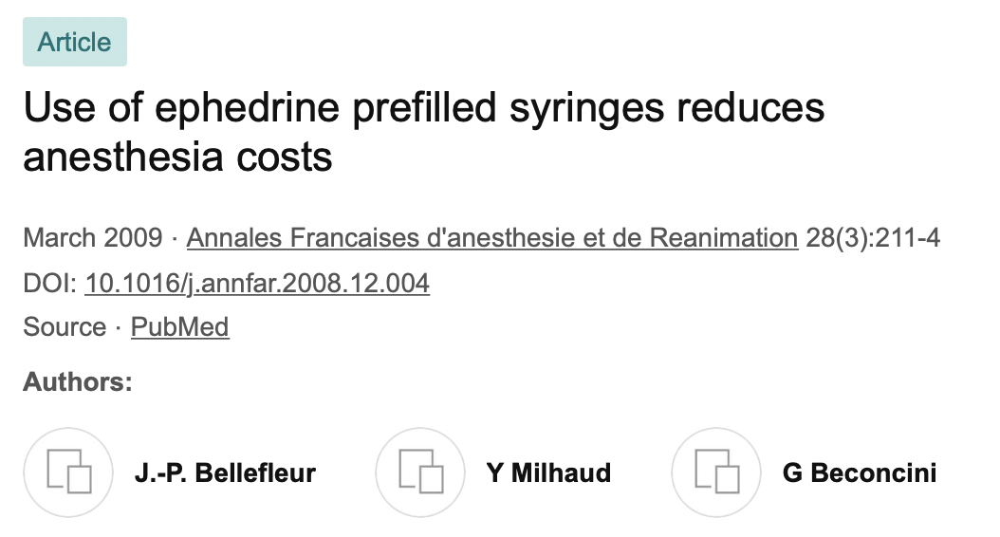 Article
Use of ephedrine prefilled syringes reduces
anesthesia costs
March 2009 · Annales Francaises d'anesthesie et de Reanimation 28(3):211-4
DOI: 10.1016/j.annfar.2008.12.004
Source · PubMed
Authors:
J.-P. Bellefleur Y Milhaud G Beconcini